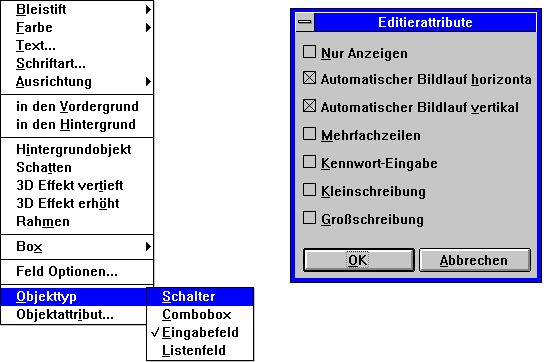 Bleistift
Farbe
Text...
Schriftart...
Ausrichtung
in den Vordergrund
in den Hintergrund
Hintergrundobjekt
Schatten
3D Effekt vertieft
3D Effekt erhöht
Rahmen
Box
Feld Optionen...
Objekttyp
Objektattribut...
Schalter
Combobox
Eingabefeld
Listenfeld
Editierattribute
Nur Anzeigen
Automatischer Bildlauf horizonta
Automatischer Bildlauf vertikal
Mehrfachzeilen
Kennwort-Eingabe
Kleinschreibung
Großschreibung
OK Abbrechen